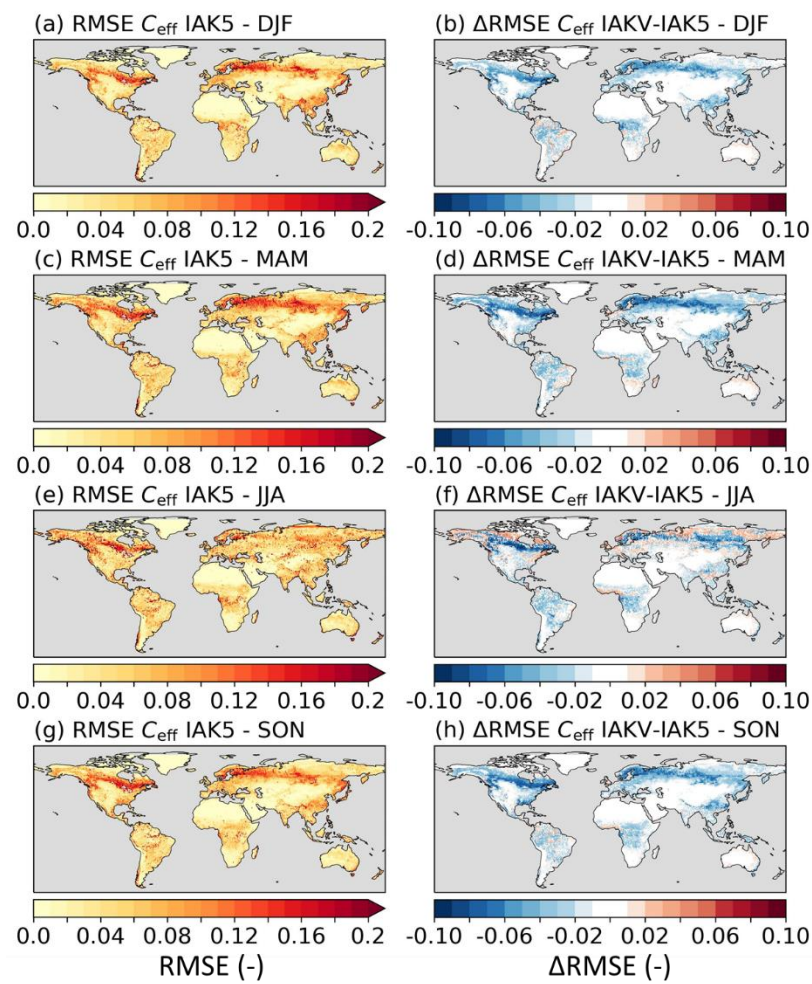 (a) RMSE Ceff IAK5 - DJF
(b) ΔRMSE Ceff IAKV-IAK5 - DJF
0.0 0.04 0.08 0.12 0.16 0.2
-0.10 -0.06 -0.02 0.02 0.06 0.10
(c) RMSE Ceff IAK5 - MAM
(d) ΔRMSE Ceff IAKV-IAK5 - MAM
0.0 0.04 0.08 0.12 0.16 0.2
-0.10 -0.06 -0.02 0.02 0.06 0.10
(e) RMSE Ceff IAK5 - JJA
(f) ΔRMSE Ceff IAKV-IAK5 - JJA
0.0 0.04 0.08 0.12 0.16 0.2
-0.10 -0.06 -0.02 0.02 0.06 0.10
(g) RMSE Ceff IAK5 - SON
(h) ΔRMSE Ceff IAKV-IAK5 - SON
0.0 0.04 0.08 0.12 0.16 0.2
-0.10 -0.06 -0.02 0.02 0.06 0.10
RMSE (-)
ΔRMSE (-)